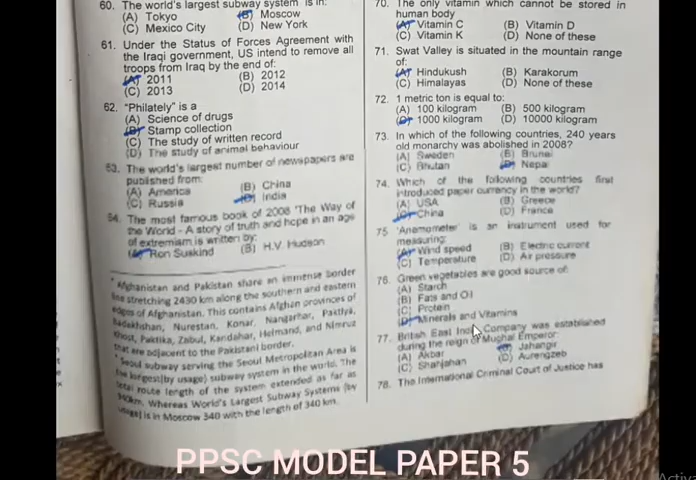 60. The world's largest subway system is in:
(A) Tokyo (B) Moscow
(C) Mexico City (D) New York
61. Under the Status of Forces Agreement with
the Iraqi government, US intend to remove all
troops from Iraq by the end of:
(A) 2011 (B) 2012
(C) 2013 (D) 2014
62. "Philately" is a
(A) Science of drugs
(B) Stamp collection
(C) The study of written record
(D) The study of animal behaviour
63. The world's largest number of newspapers are
published from:
(A) America (B) China
(C) Russia (D) India
64. The most famous book of 2008 'The Way of
the World - A story of truth and hope in an age
of extremism is written by:
(A) Ron Suskind (B) H.V. Hudson
* Afghanistan and Pakistan share an immense border
line stretching 2430 km along the southern and eastern
edges of Afghanistan. This contains Afghan provinces of
Badakhshan, Nurestan, Konar, Nangarhar, Paktiya,
Khost, Paktika, Zabul, Kandahar, Helmand, and Nimruz
that are adjacent to the Pakistani border.
* Seoul subway serving the Seoul Metropolitan Area is
the largest(by usage) subway system in the world. The
total route length of the system extended as far as
940km. Whereas World's Largest Subway Systems (by
usage) is in Moscow 340 with the length of 340 km.
70. The only vitamin which cannot be stored in
human body
(A) Vitamin C (B) Vitamin D
(C) Vitamin K (D) None of these
71. Swat Valley is situated in the mountain range
of:
(A) Hindukush (B) Karakorum
(C) Himalayas (D) None of these
72. 1 metric ton is equal to:
(A) 100 kilogram (B) 500 kilogram
(C) 1000 kilogram (D) 10000 kilogram
73. In which of the following countries, 240 years
old monarchy was abolished in 2008?
(A) Sweden (B) Brunei
(C) Bhutan (D) Nepal
74. Which of the following countries first
introduced paper currency in the world?
(A) USA (B) Greece
(C) China (D) France
75 'Anemometer' is an instrument used for
measuring:
(A) Wind speed (B) Electric current
(C) Temperature (D) Air pressure
76. Green vegetables are good source of:
(A) Starch
(B) Fats and Oil
(C) Protein
(D) Minerals and Vitamins
77. British East India Company was established
during the reign of Mughal Emperor:
(A) Akbar (B) Jahangir
(C) Shahjahan (D) Aurengzeb
78. The International Criminal Court of Justice has
PPSC MODEL PAPER 5